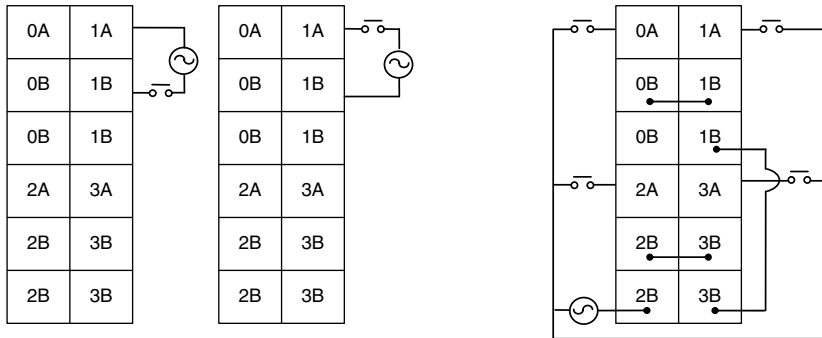 0A 1A 0A 1A 0A 1A
0B 1B 0B 1B 0B 1B
0B 1B 0B 1B 0B 1B
2A 3A 2A 3A 2A 3A
2B 3B 2B 3B 2B 3B
2B 3B 2B 3B 2B 3B